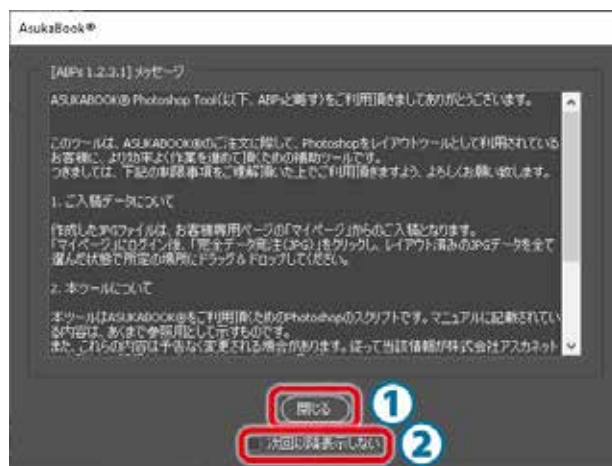 AsukaBook®
[ABPs 1.2.3.1] メッセージ
ASUKABOOK® Photoshop Tool(以下、ABPsと略す)をご利用頂きましてありがとうございます。
このツールは、ASUKABOOK®のご注文に際して、Photoshopをレイアウトツールとして利用されている
お客様に、より効率よく作業を進めて頂くための補助ツールです。
つきましては、下記の制限事項をご理解頂いた上でご利用頂きますよう、よろしくお願い致します。
1. ご入稿データについて
作成したJPGファイルは、お客様専用ページの「マイページ」からのご入稿となります。
「マイページ」にログイン後、「完全データ発注(JPG)」をクリックし、レイアウト済みのJPGデータを全て
選んだ状態で所定の場所にドラッグ＆ドロップしてください。
2. 本ツールについて
本ツールはASUKABOOK®をご利用頂くためのPhotoshopのスクリプトです。マニュアルに記載されてい
る内容は、あくまで参照用として示すものです。
また、これらの内容は予告なく変更される場合があります。従って当該情報が株式会社アスカネット
閉じる
1
次回以降表示しない
2